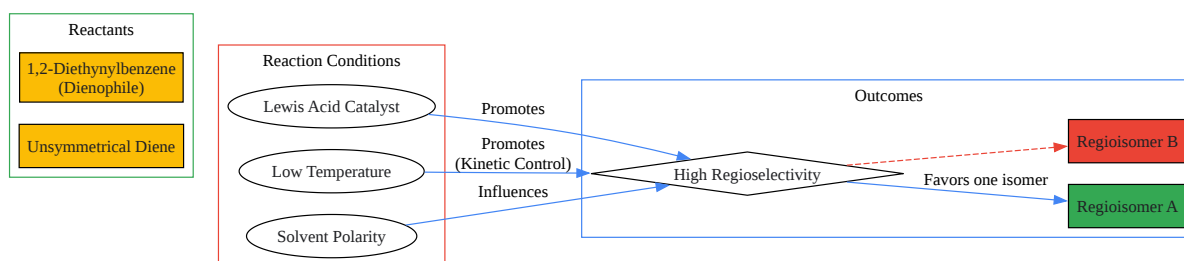 Reactants
1,2-Diethynylbenzene
(Dienophile)
Unsymmetrical Diene
Reaction Conditions
Lewis Acid Catalyst
Low Temperature
Solvent Polarity
Promotes
Promotes
(Kinetic Control)
Influences
Outcomes
High Regioselectivity
Favors one isomer
Regioisomer B
Regioisomer A